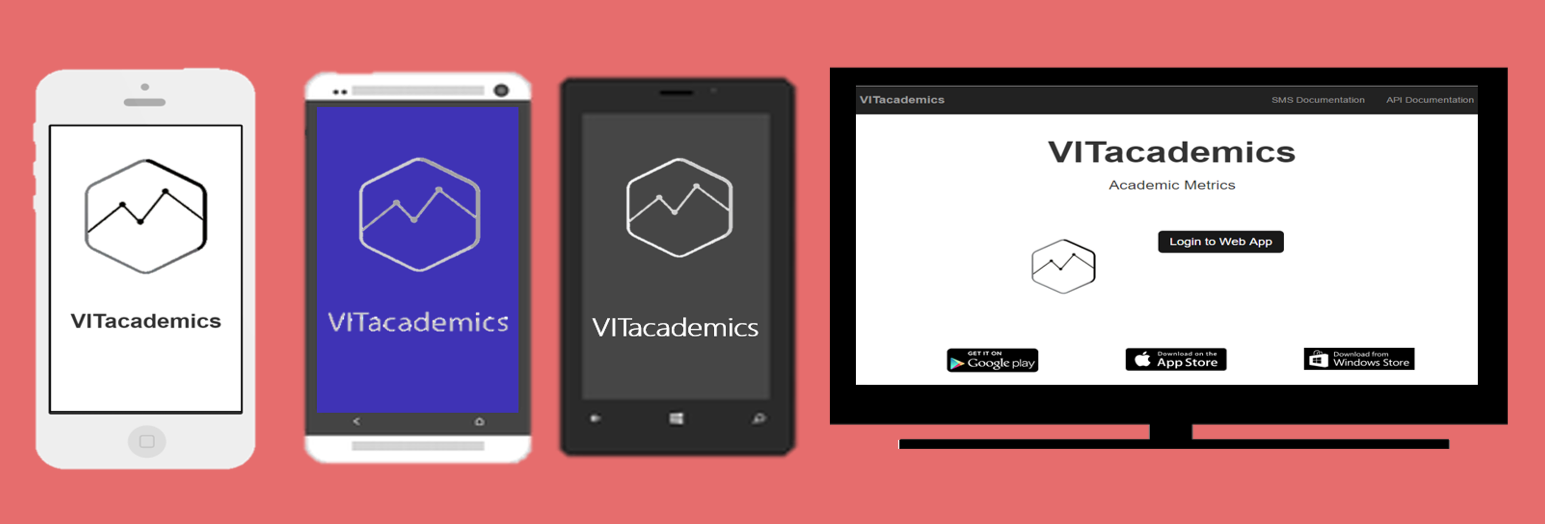 VITacademics
VITacademics
VITacademics
VITacademics
SMS Documentation
API Documentation
VITacademics
Academic Metrics
Login to Web App
GET IT ON
Google play
Download on the
App Store
Download from
Windows Store